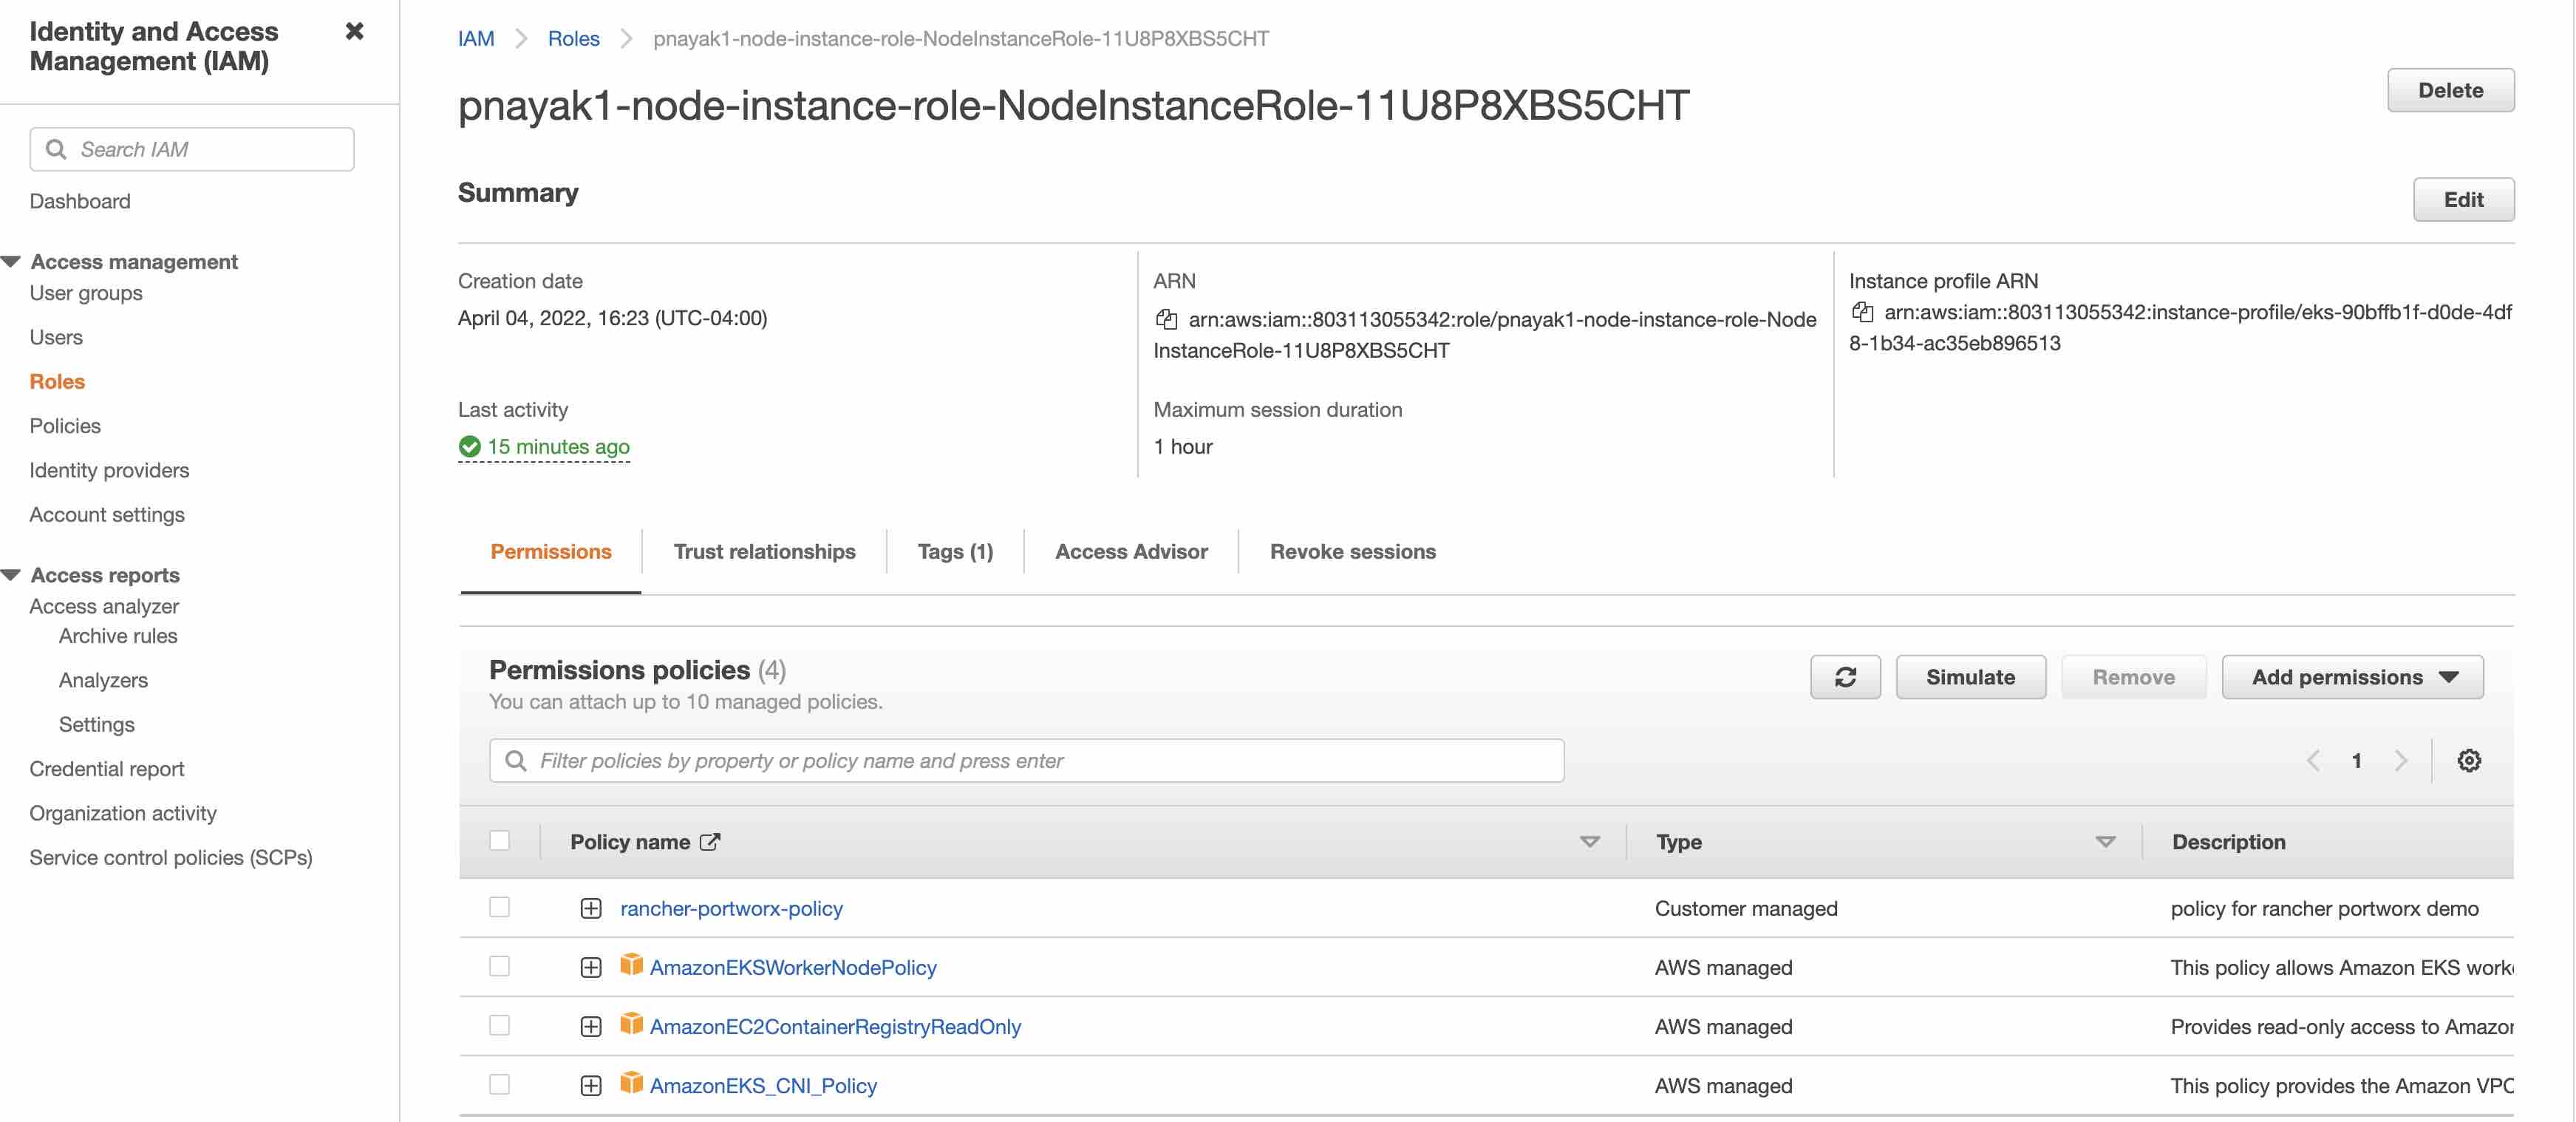 Identity and Access
Management (IAM)
Search IAM
Dashboard
Access management
User groups
Users
Roles
Policies
Identity providers
Account settings
Access reports
Access analyzer
Archive rules
Analyzers
Settings
Credential report
Organization activity
Service control policies (SCPs)
IAM Roles pnayak1-node-instance-role-NodeInstanceRole-11U8P8XBS5CHT
pnayak1-node-instance-role-NodeInstanceRole-11U8P8XBS5CHT
Delete
Summary
Edit
Creation date
April 04, 2022, 16:23 (UTC-04:00)
ARN
arn:aws:iam::803113055342:role/pnayak1-node-instance-role-Node
InstanceRole-11U8P8XBS5CHT
Instance profile ARN
arn:aws:iam::803113055342:instance-profile/eks-90bffb1f-d0de-4df
8-1b34-ac35eb896513
Last activity
15 minutes ago
Maximum session duration
1 hour
Permissions Trust relationships Tags (1) Access Advisor Revoke sessions
Permissions policies (4)
You can attach up to 10 managed policies.
Simulate Remove Add permissions
Filter policies by property or policy name and press enter
1
Policy name Type Description
rancher-portworx-policy Customer managed policy for rancher portworx demo
AmazonEKSWorkerNodePolicy AWS managed This policy allows Amazon EKS work
AmazonEC2ContainerRegistryReadOnly AWS managed Provides read-only access to Amazon
AmazonEKS_CNI_Policy AWS managed This policy provides the Amazon VPC